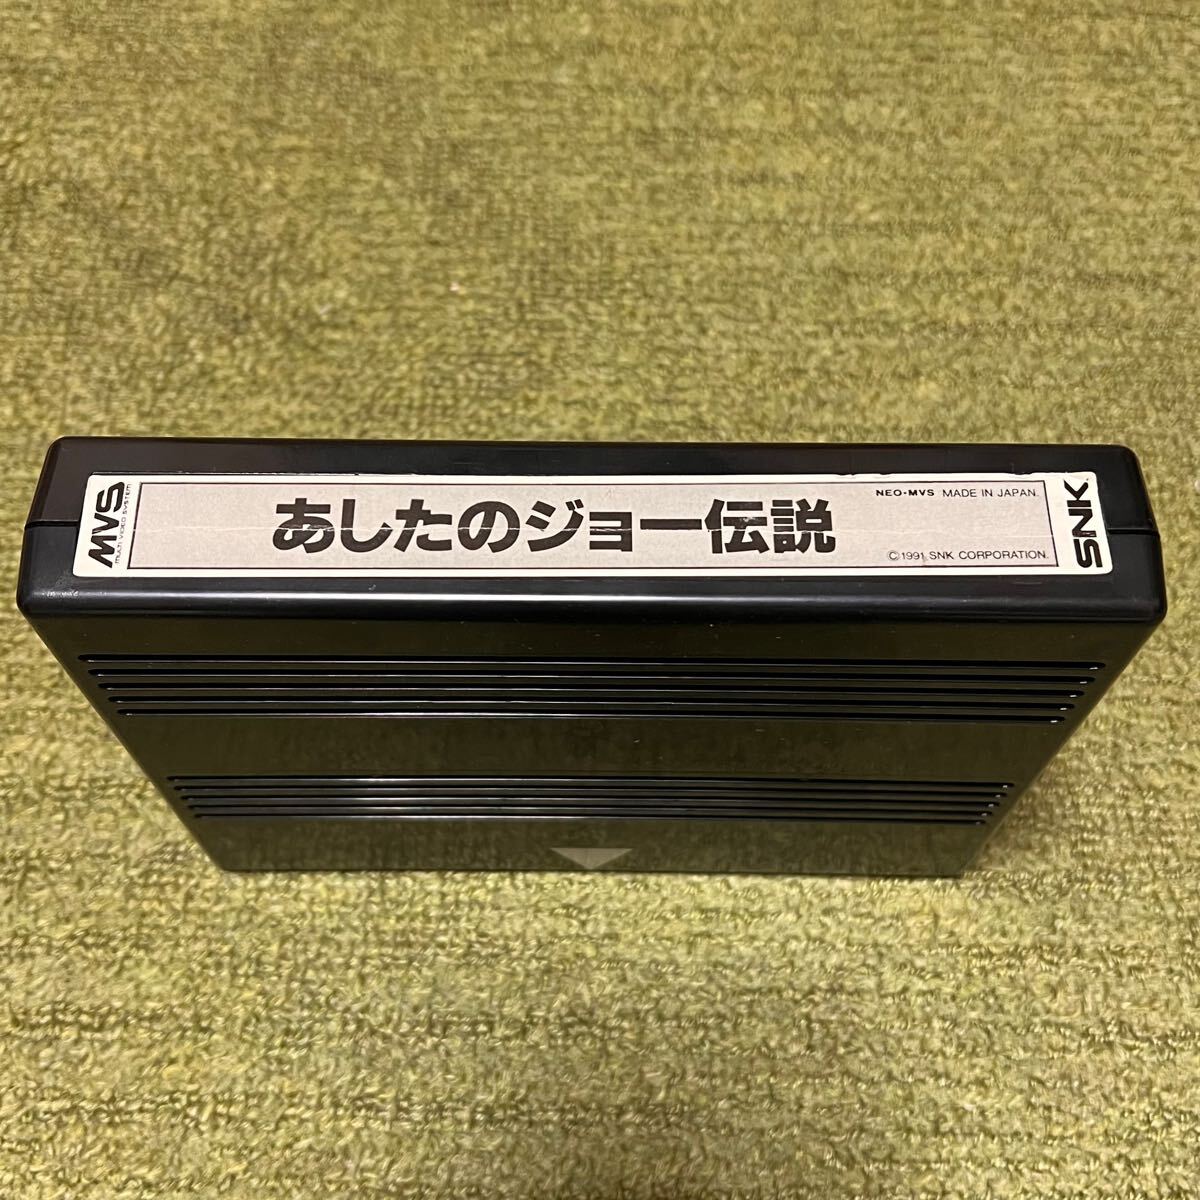 MVS
MULTI VIDEO SYSTEM
あしたのジョー伝説
NEO-MVS MADE IN JAPAN.
©1991 SNK CORPORATION.
SNK